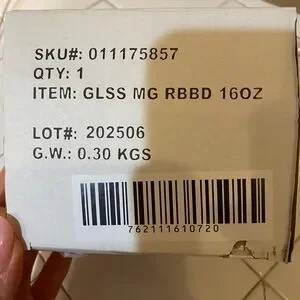 SKU#: 011175857
QTY: 1
ITEM: GLSS MG RBBD 16OZ
LOT#: 202506
G.W.: 0.30 KGS
762111610720